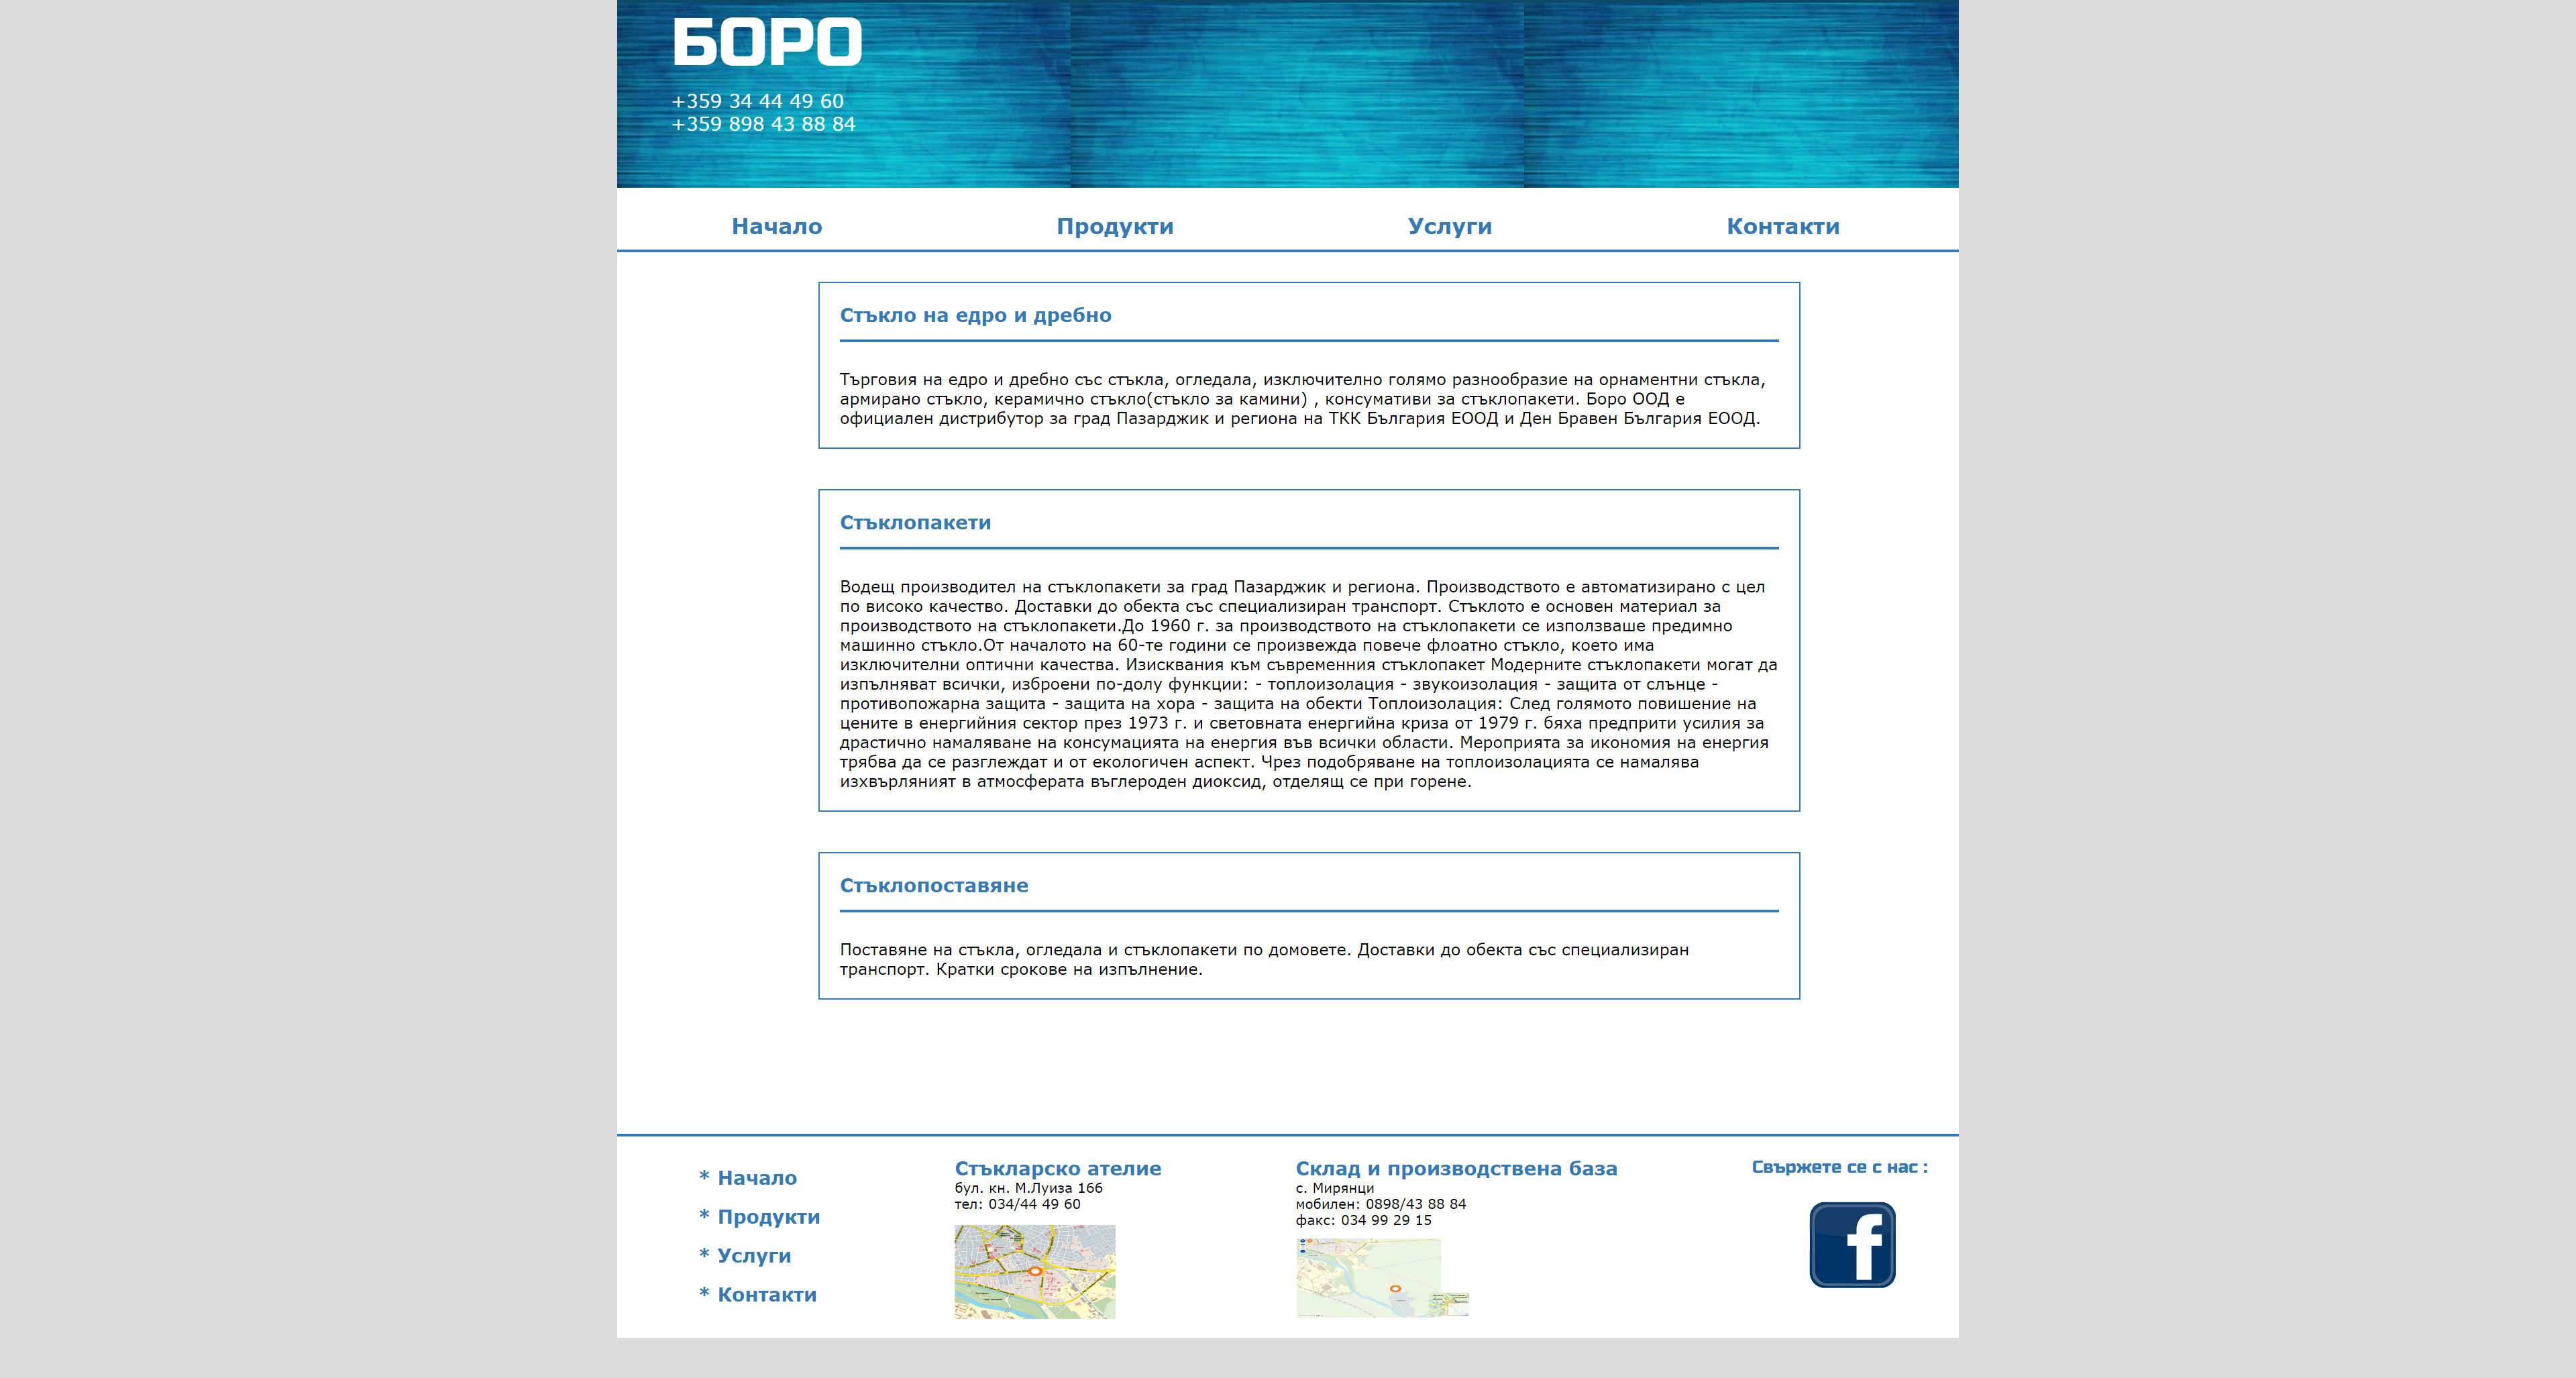 БОРО
+359 34 44 49 60
+359 898 43 88 84
Начало
Продукти
Услуги
Контакти
Стъкло на едро и дребно
Търговия на едро и дребно със стъкла, огледала, изключително голямо разнообразие на орнаментни стъкла,
армирано стъкло, керамично стъкло(стъкло за камини) , консумативи за стъклопакети. Боро ООД е
официален дистрибутор за град Пазарджик и региона на ТКК България ЕООД и Ден Бравен България ЕООД.
Стъклопакети
Водещ производител на стъклопакети за град Пазарджик и региона. Производството е автоматизирано с цел
по високо качество. Доставки до обекта със специализиран транспорт. Стъклото е основен материал за
производството на стъклопакети.До 1960 г. за производството на стъклопакети се използваше предимно
машинно стъкло.От началото на 60-те години се произвежда повече флоатно стъкло, което има
изключителни оптични качества. Изисквания към съвременния стъклопакет Модерните стъклопакети могат да
изпълняват всички, изброени по-долу функции: - топлоизолация - звукоизолация - защита от слънце -
противопожарна защита - защита на хора - защита на обекти Топлоизолация: След голямото повишение на
цените в енергийния сектор през 1973 г. и световната енергийна криза от 1979 г. бяха предприти усилия за
драстично намаляване на консумацията на енергия във всички области. Мероприята за икономия на енергия
трябва да се разглеждат и от екологичен аспект. Чрез подобряване на топлоизолацията се намалява
изхвърляният в атмосферата въглероден диоксид, отделящ се при горене.
Стъклопоставяне
Поставяне на стъкла, огледала и стъклопакети по домовете. Доставки до обекта със специализиран
транспорт. Кратки срокове на изпълнение.
* Начало
* Продукти
* Услуги
* Контакти
Стъкларско ателие
бул. кн. М.Луиза 166
тел: 034/44 49 60
Склад и производствена база
с. Мирянци
мобилен: 0898/43 88 84
факс: 034 99 29 15
Свържете се с нас :
f